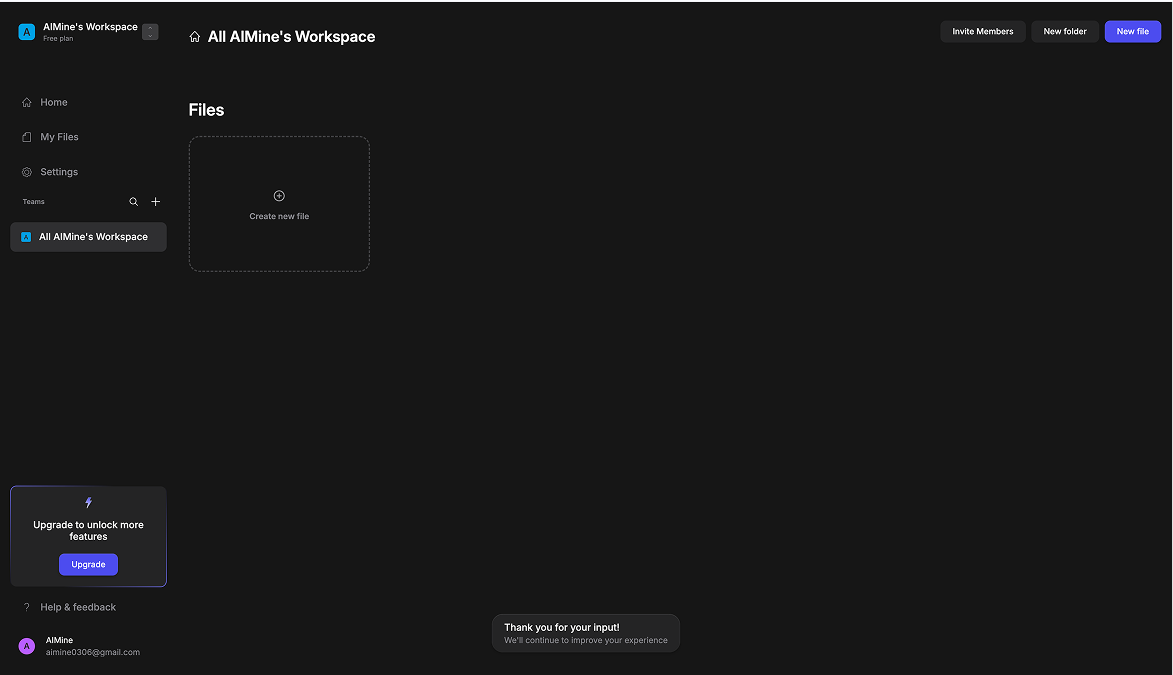 A
AIMine's Workspace
Free plan
All AIMine's Workspace
Invite Members
New folder
New file
Home
My Files
Settings
Teams
A
All AIMine's Workspace
Files
Create new file
Upgrade to unlock more
features
Upgrade
? Help & feedback
A
AIMine
aimine0306@gmail.com
Thank you for your input!
We'll continue to improve your experience